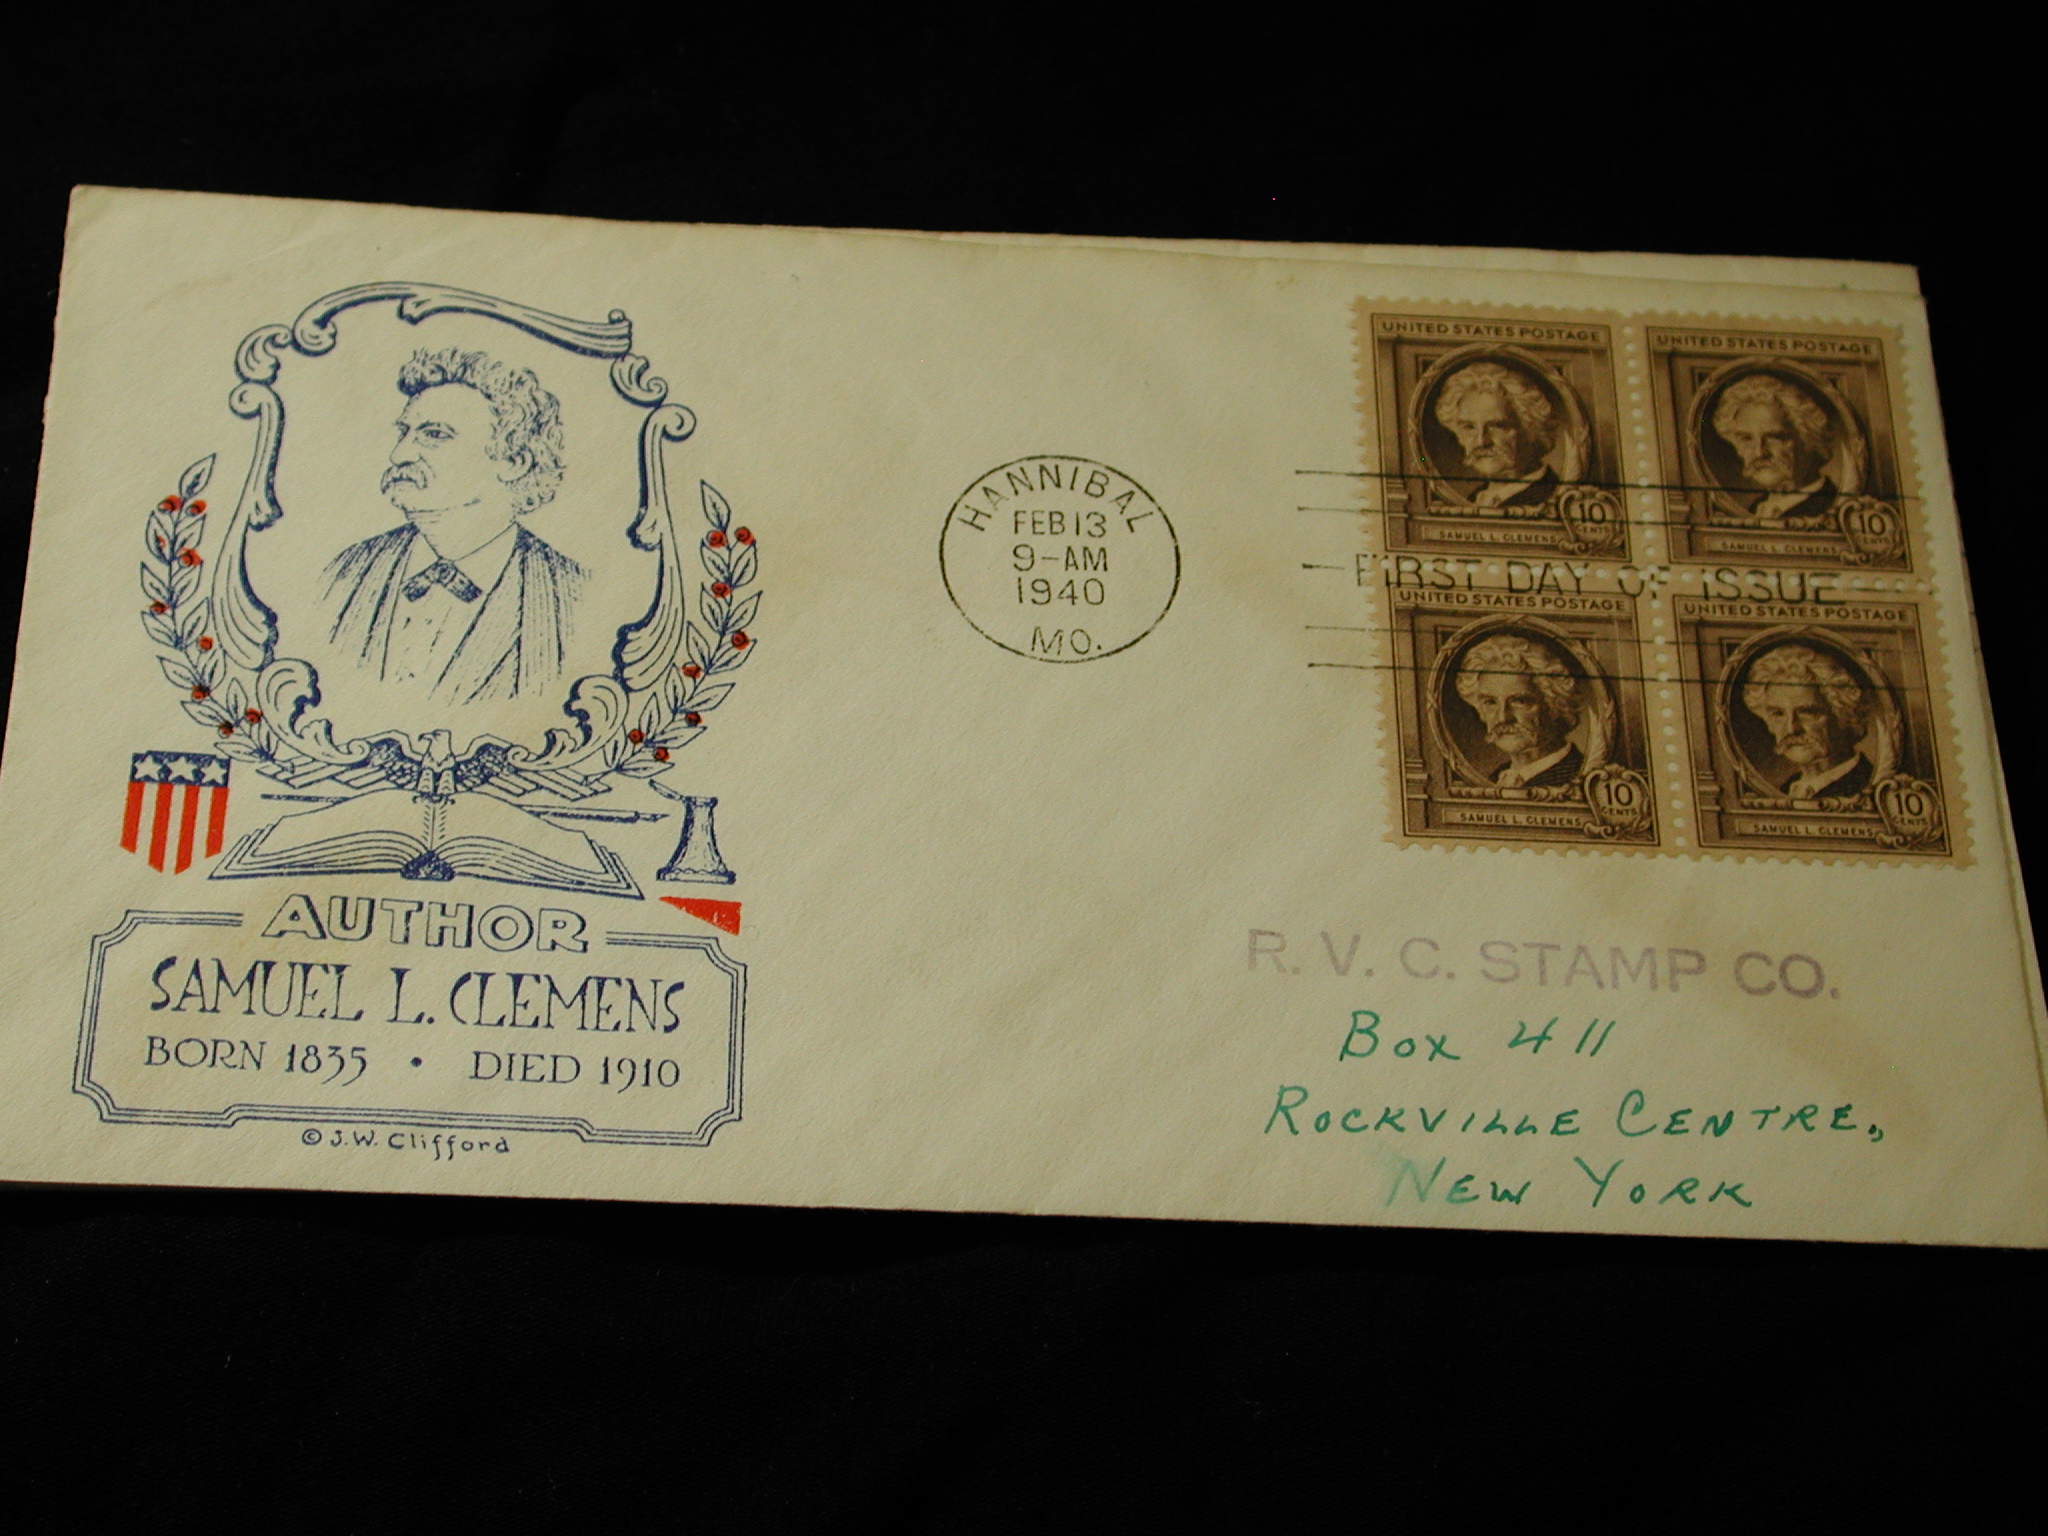 AUTHOR
SAMUEL L. CLEMENS
BORN 1835 • DIED 1910
© J.W. Clifford
HANNIBAL
FEB 13
9-AM
1940
MO.
UNITED STATES POSTAGE
SAMUEL L. CLEMENS
10
CENTS
UNITED STATES POSTAGE
SAMUEL L. CLEMENS
10
CENTS
FIRST DAY OF ISSUE
UNITED STATES POSTAGE
SAMUEL L. CLEMENS
10
CENTS
UNITED STATES POSTAGE
SAMUEL L. CLEMENS
10
CENTS
R. V. C. STAMP CO.
Box 411
ROCKVILLE CENTRE.,
NEW YORK